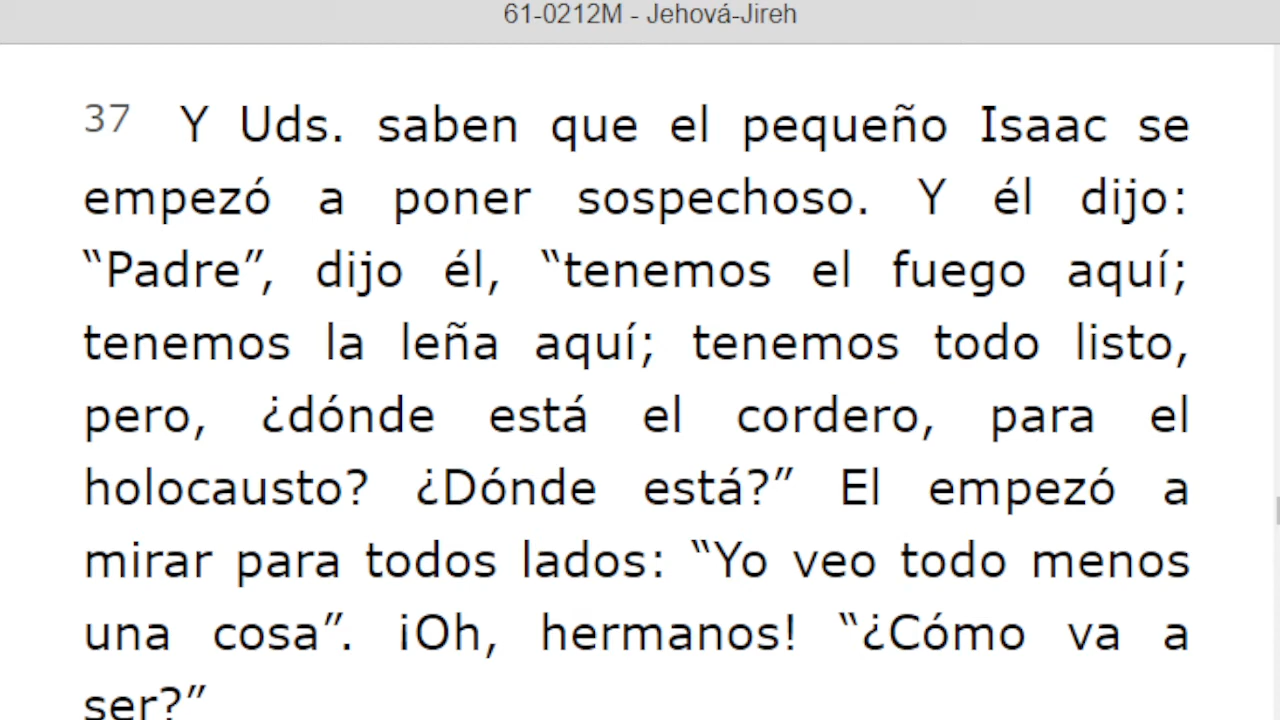 61-0212M - Jehová-Jireh
37 Y Uds. saben que el pequeño Isaac se
empezó a poner sospechoso. Y él dijo:
“Padre”, dijo él, “tenemos el fuego aquí;
tenemos la leña aquí; tenemos todo listo,
pero, ¿dónde está el cordero, para el
holocausto? ¿Dónde está?” El empezó a
mirar para todos lados: “Yo veo todo menos
una cosa”. ¡Oh, hermanos! “¿Cómo va a
ser?”